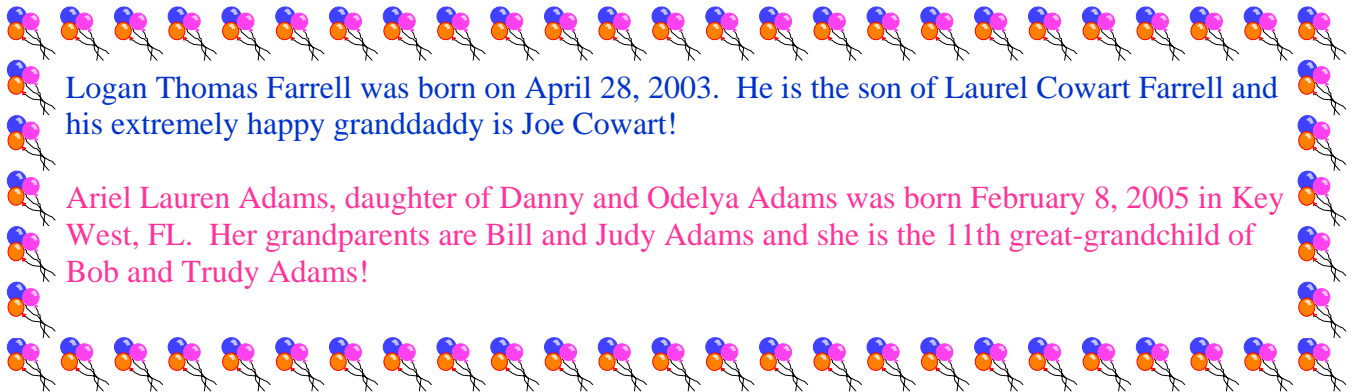 Logan Thomas Farrell was born on April 28, 2003.  He is the son of Laurel Cowart Farrell and
his extremely happy granddaddy is Joe Cowart!
Ariel Lauren Adams, daughter of Danny and Odelya Adams was born February 8, 2005 in Key
West, FL.  Her grandparents are Bill and Judy Adams and she is the 11th great-grandchild of
Bob and Trudy Adams!